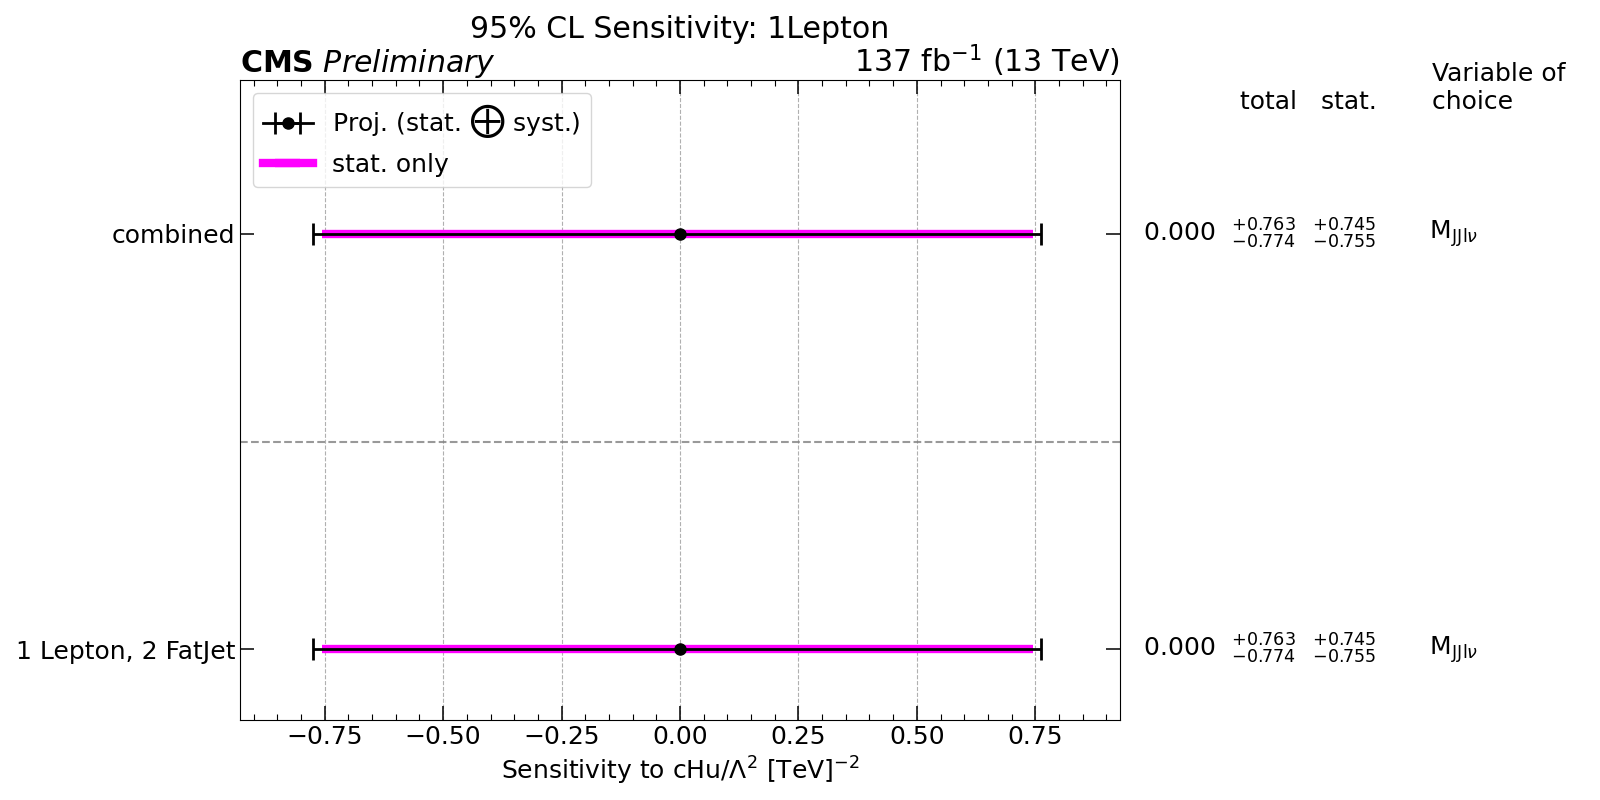 95% CL Sensitivity: 1Lepton
CMS Preliminary
137 fb⁻¹ (13 TeV)
total stat. Variable of choice
Proj. (stat. ⊕ syst.)
stat. only
combined
0.000 +0.763 −0.774 +0.745 −0.755 M_JJlν
1 Lepton, 2 FatJet
0.000 +0.763 −0.774 +0.745 −0.755 M_JJlν
−0.75 −0.50 −0.25 0.00 0.25 0.50 0.75
Sensitivity to cHu/Λ² [TeV]⁻²